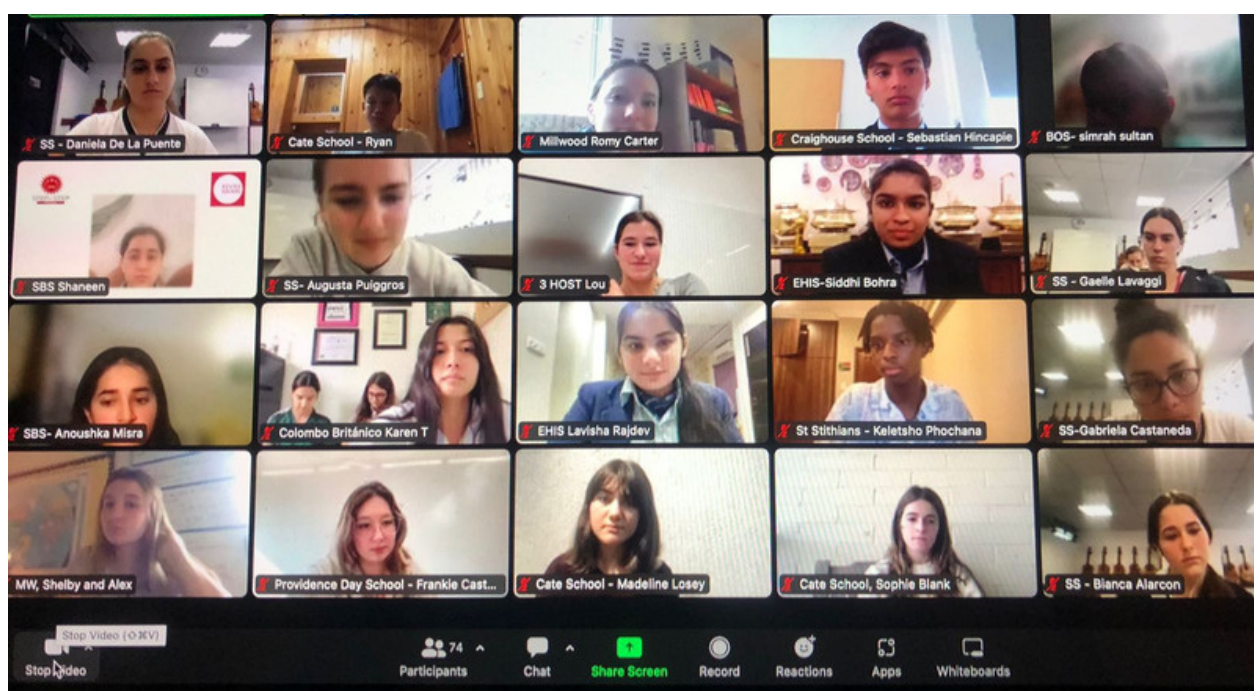 SS - Daniela De La Puente
Cate School - Ryan
Millwood Romy Carter
Craighouse School - Sebastian Hincapie
BOS- simrah sultan
SBS Shaneen
SS- Augusta Puiggros
3 HOST Lou
EHIS-Siddhi Bohra
SS - Gaelle Lavaggi
SBS- Anoushka Misra
Colombo Británico Karen T
EHIS Lavisha Rajdev
St Stithians - Keletsho Phochana
SS-Gabriela Castaneda
MW, Shelby and Alex
Providence Day School - Frankie Cast...
Cate School - Madeline Losey
Cate School, Sophie Blank
SS - Bianca Alarcon
Stop Video (⇧⌘V)
Stop Video
74
Participants
Chat
Share Screen
Record
Reactions
Apps
Whiteboards